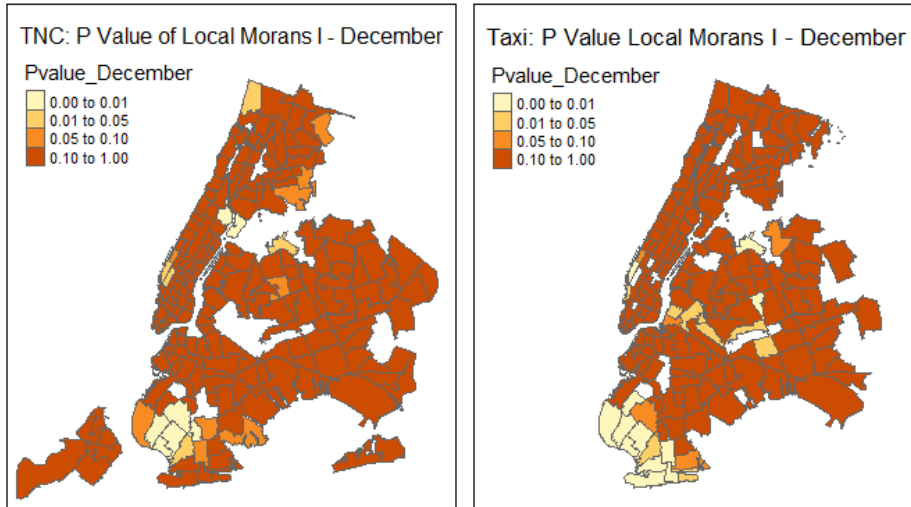 TNC: P Value of Local Morans I - December
Pvalue_December
0.00 to 0.01
0.01 to 0.05
0.05 to 0.10
0.10 to 1.00
Taxi: P Value Local Morans I - December
Pvalue_December
0.00 to 0.01
0.01 to 0.05
0.05 to 0.10
0.10 to 1.00